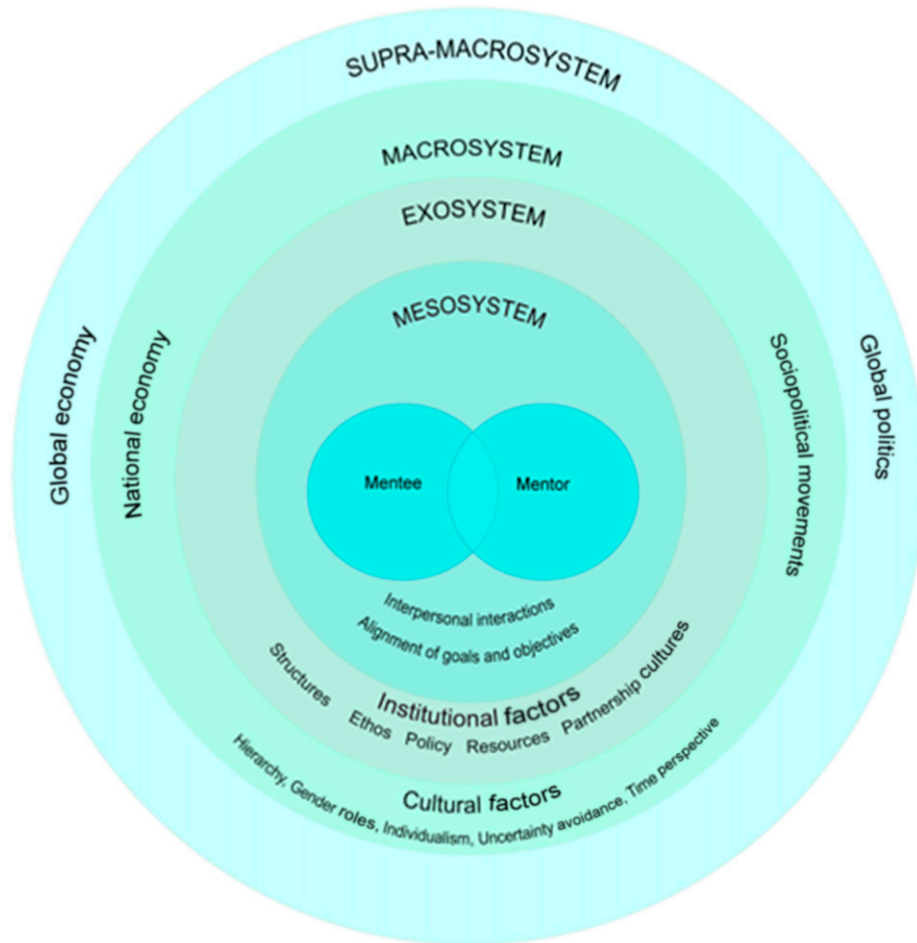 SUPRA-MACROSYSTEM
MACROSYSTEM
EXOSYSTEM
MESOSYSTEM
Global economy
National economy
Sociopolitical movements
Global politics
Mentee
Mentor
Interpersonal interactions
Alignment of goals and objectives
Institutional factors
Structures Ethos Policy Resources Partnership cultures
Cultural factors
Hierarchy, Gender roles, Individualism, Uncertainty avoidance, Time perspective